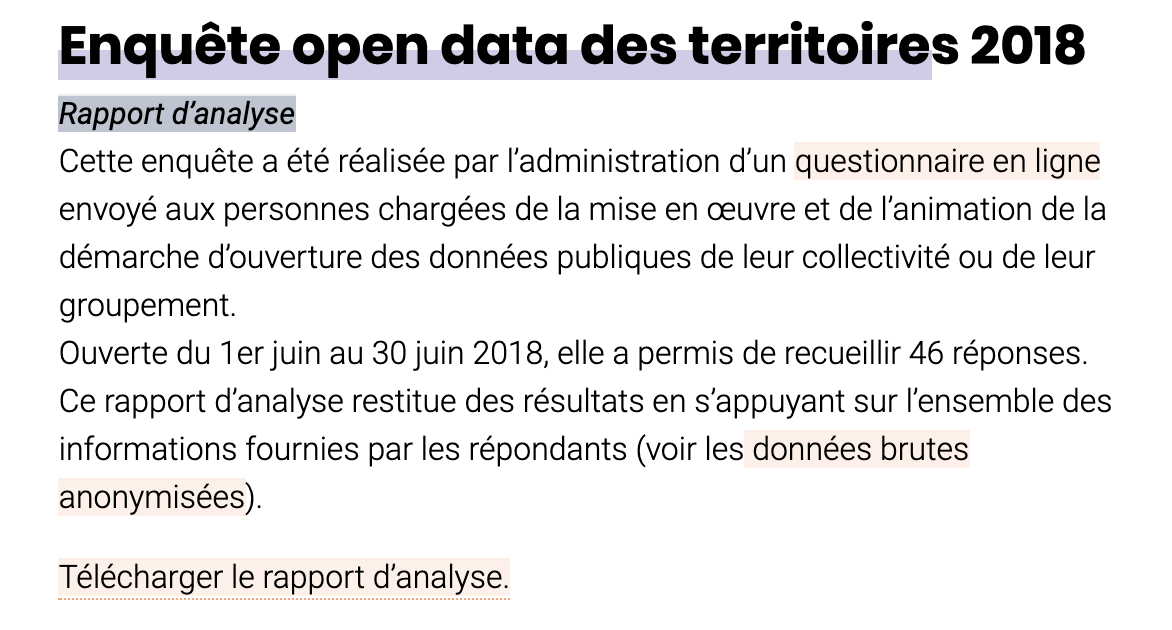 Enquête open data des territoires 2018
Rapport d’analyse
Cette enquête a été réalisée par l’administration d’un questionnaire en ligne
envoyé aux personnes chargées de la mise en œuvre et de l’animation de la
démarche d’ouverture des données publiques de leur collectivité ou de leur
groupement.
Ouverte du 1er juin au 30 juin 2018, elle a permis de recueillir 46 réponses.
Ce rapport d’analyse restitue des résultats en s’appuyant sur l’ensemble des
informations fournies par les répondants (voir les données brutes
anonymisées).
Télécharger le rapport d’analyse.